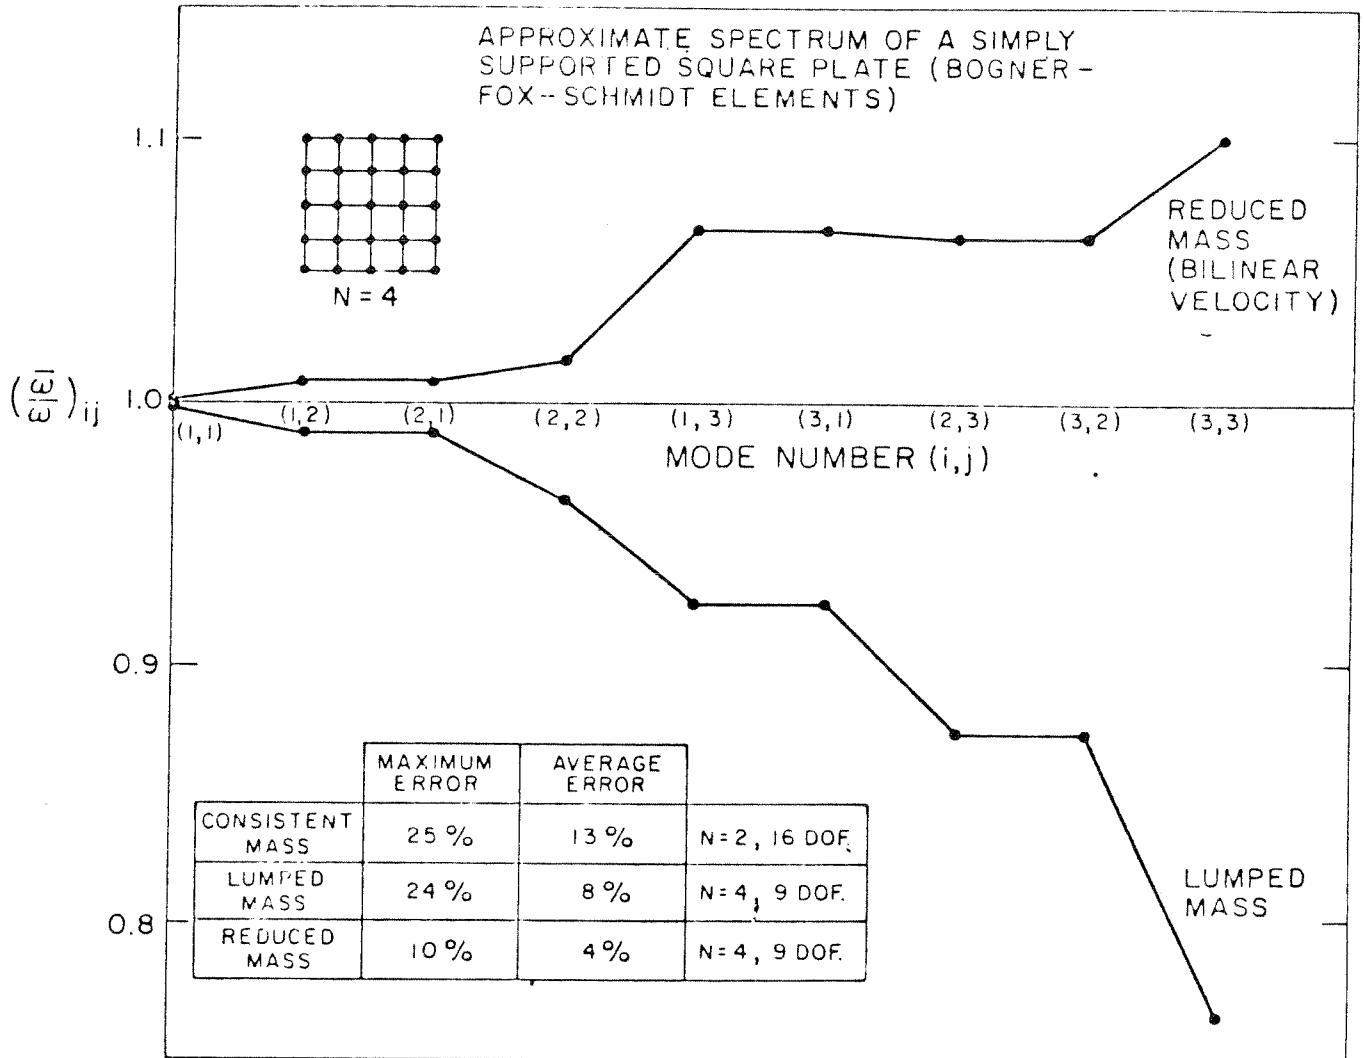 APPROXIMATE SPECTRUM OF A SIMPLY
SUPPORTED SQUARE PLATE (BOGNER-
FOX--SCHMIDT ELEMENTS)
1.1
N = 4
REDUCED
MASS
(BILINEAR
VELOCITY)
(ω̄/ω)ij
1.0
(1,1)
(1,2)
(2,1)
(2,2)
(1,3)
(3,1)
(2,3)
(3,2)
(3,3)
MODE NUMBER (i,j)
0.9
MAXIMUM
ERROR
AVERAGE
ERROR
CONSISTENT
MASS
25 %
13 %
N=2, 16 DOF.
LUMPED
MASS
24 %
8 %
N=4, 9 DOF.
REDUCED
MASS
10 %
4 %
N=4, 9 DOF.
0.8
LUMPED
MASS